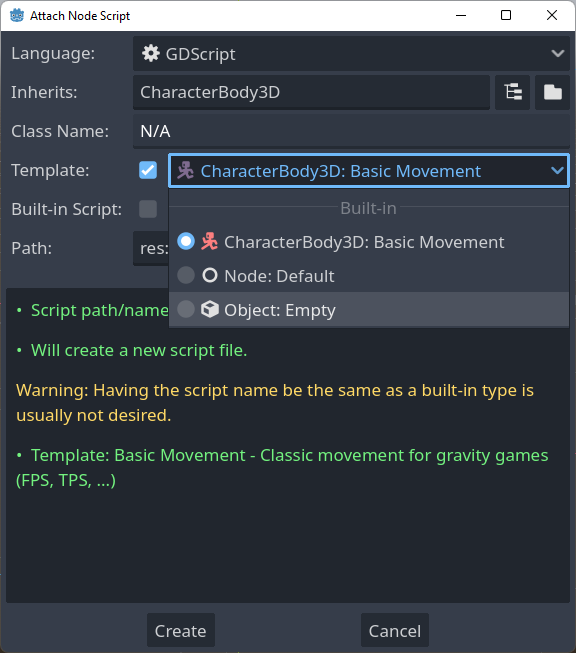 Attach Node Script
Language: GDScript
Inherits: CharacterBody3D
Class Name: N/A
Template: CharacterBody3D: Basic Movement
Built-in
Built-in Script:
CharacterBody3D: Basic Movement
Path: res:
Node: Default
Object: Empty
• Script path/name
• Will create a new script file.
Warning: Having the script name be the same as a built-in type is
usually not desired.
• Template: Basic Movement - Classic movement for gravity games
(FPS, TPS, ...)
Create Cancel